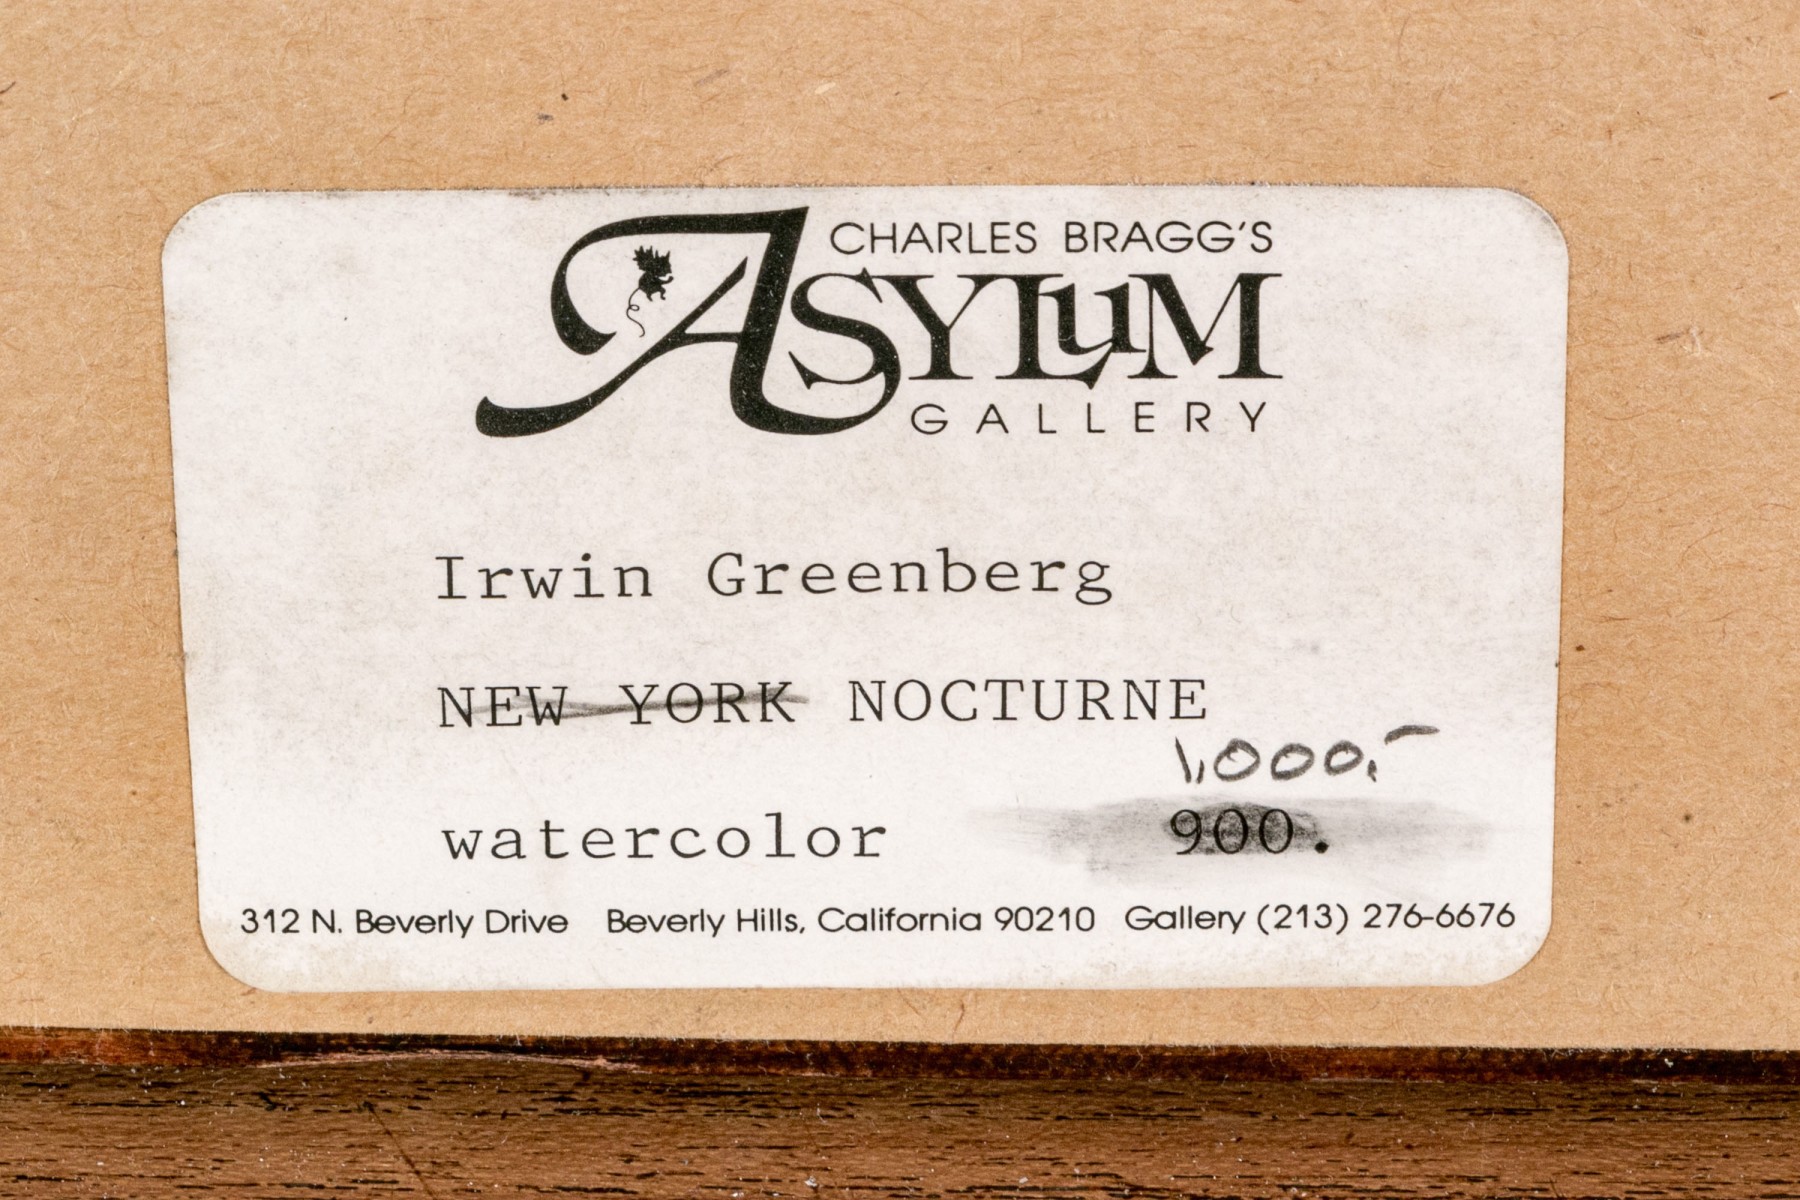 CHARLES BRAGG'S
ASYLUM
GALLERY
Irwin Greenberg
NEW YORK NOCTURNE
1,000.-
watercolor 900.
312 N. Beverly Drive Beverly Hills, California 90210 Gallery (213) 276-6676